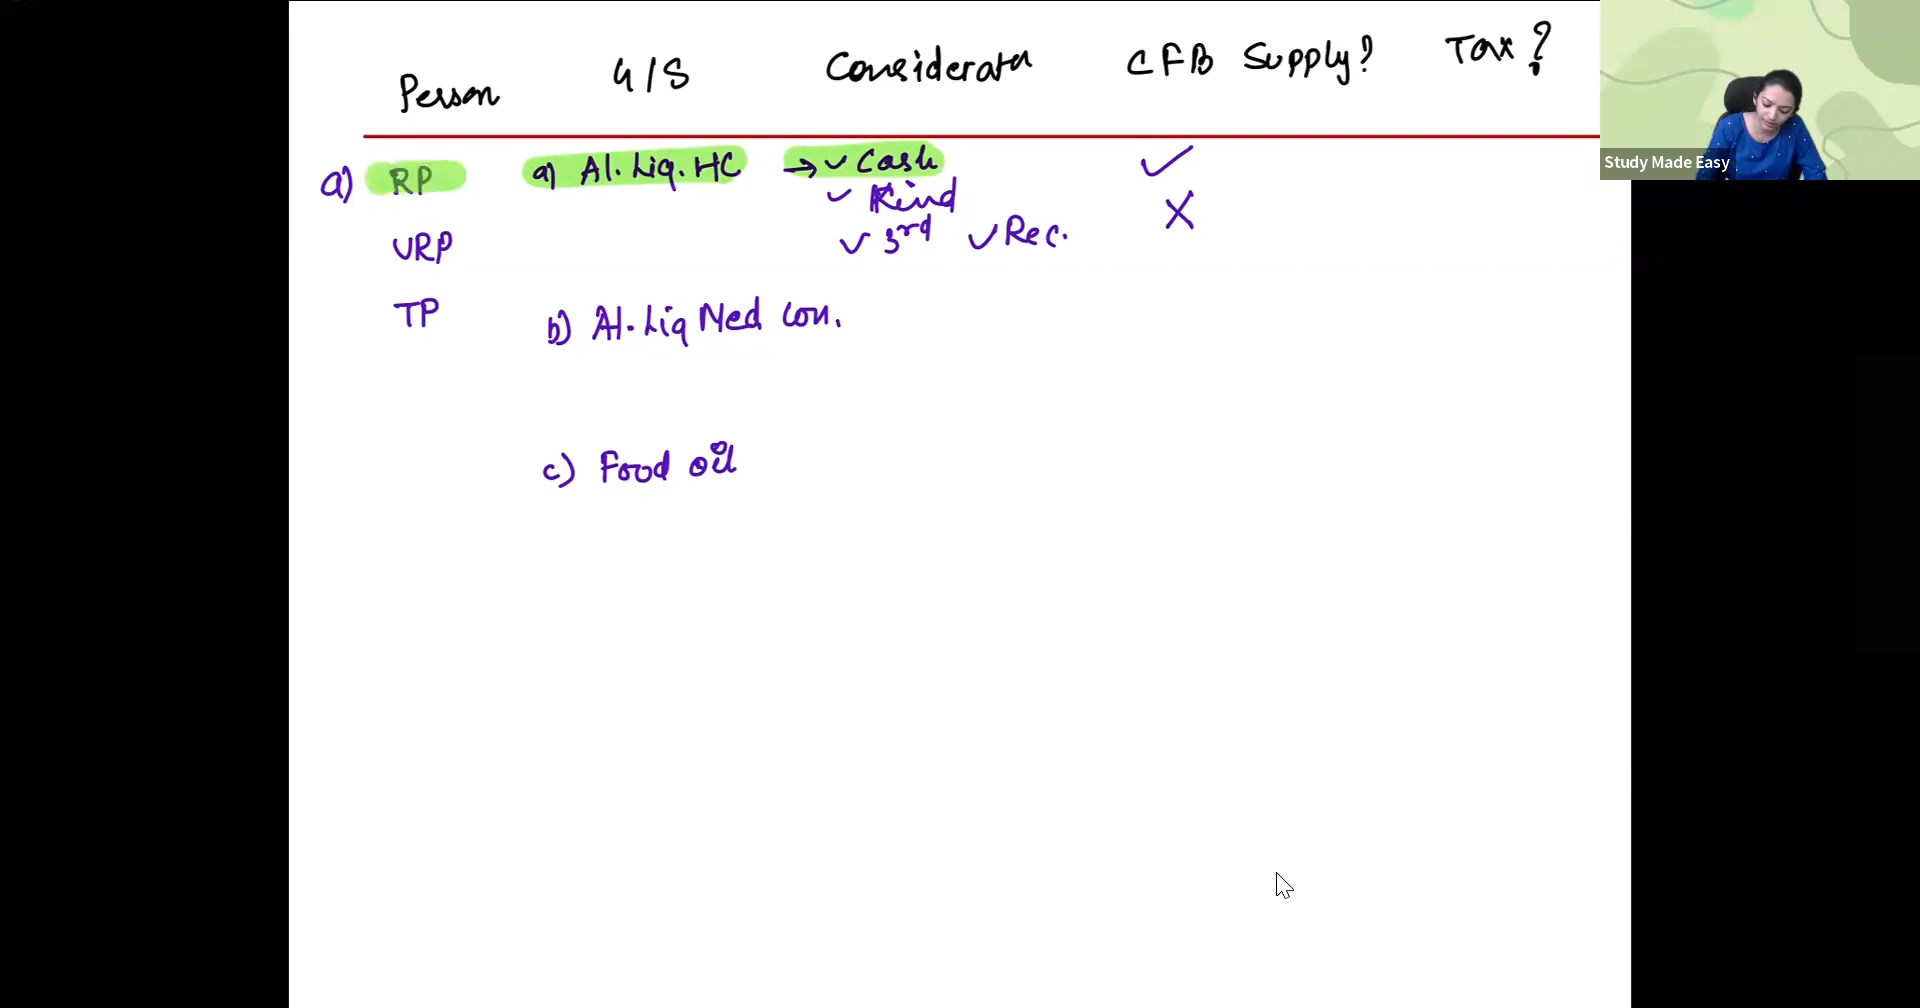 Person G/S Consideratn CFB Supply? Tax?
a) RP a) Al. Liq. HC → ✓ Cash ✓
✓ Kind X
URP ✓ 3rd ✓ Rec.
TP b) Al. Liq Med Con.
c) Food oil
Study Made Easy